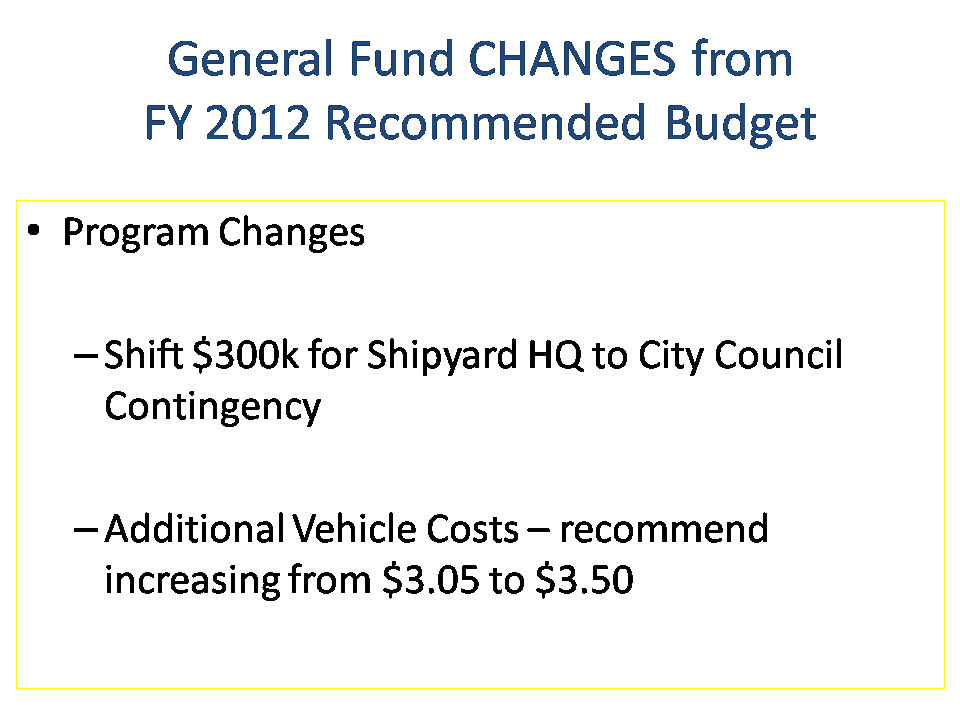 General Fund CHANGES from
FY 2012 Recommended Budget
• Program Changes
– Shift $300k for Shipyard HQ to City Council
Contingency
– Additional Vehicle Costs – recommend
increasing from $3.05 to $3.50